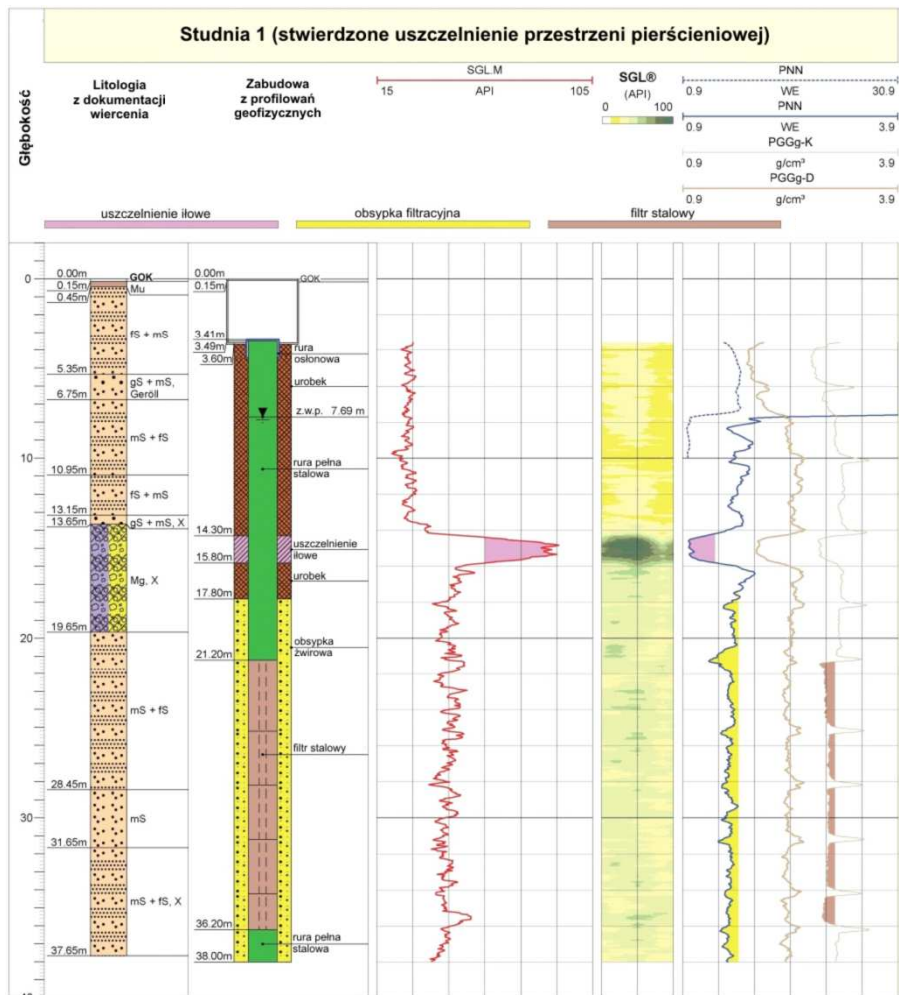 Studnia 1 (stwierdzone uszczelnienie przestrzeni pierścieniowej)
Głębokość
Litologia
z dokumentacji
wiercenia
Zabudowa
z profilowań
geofizycznych
SGL.M
15 API 105
SGL®
(API)
0 100
PNN
0.9 WE 30.9
PNN
0.9 WE 3.9
PGGg-K
0.9 g/cm³ 3.9
PGGg-D
0.9 g/cm³ 3.9
uszczelnienie iłowe
obsypka filtracyjna
filtr stalowy
0
10
20
30
40
0.00m
GOK
0.15m
Mu
0.45m
fS + mS
5.35m
gS + mS,
Geröll
6.75m
mS + fS
10.95m
fS + mS
13.15m
13.65m
gS + mS, X
Mg, X
19.65m
mS + fS
28.45m
mS
31.65m
mS + fS, X
37.65m
0.00m
GOK
0.15m
3.41m
3.49m
rura
osłonowa
3.60m
urobek
z.w.p. 7.69 m
rura pełna
stalowa
14.30m
uszczelnienie
iłowe
15.80m
urobek
17.80m
obsypka
żwirowa
21.20m
filtr stalowy
36.20m
rura pełna
stalowa
38.00m